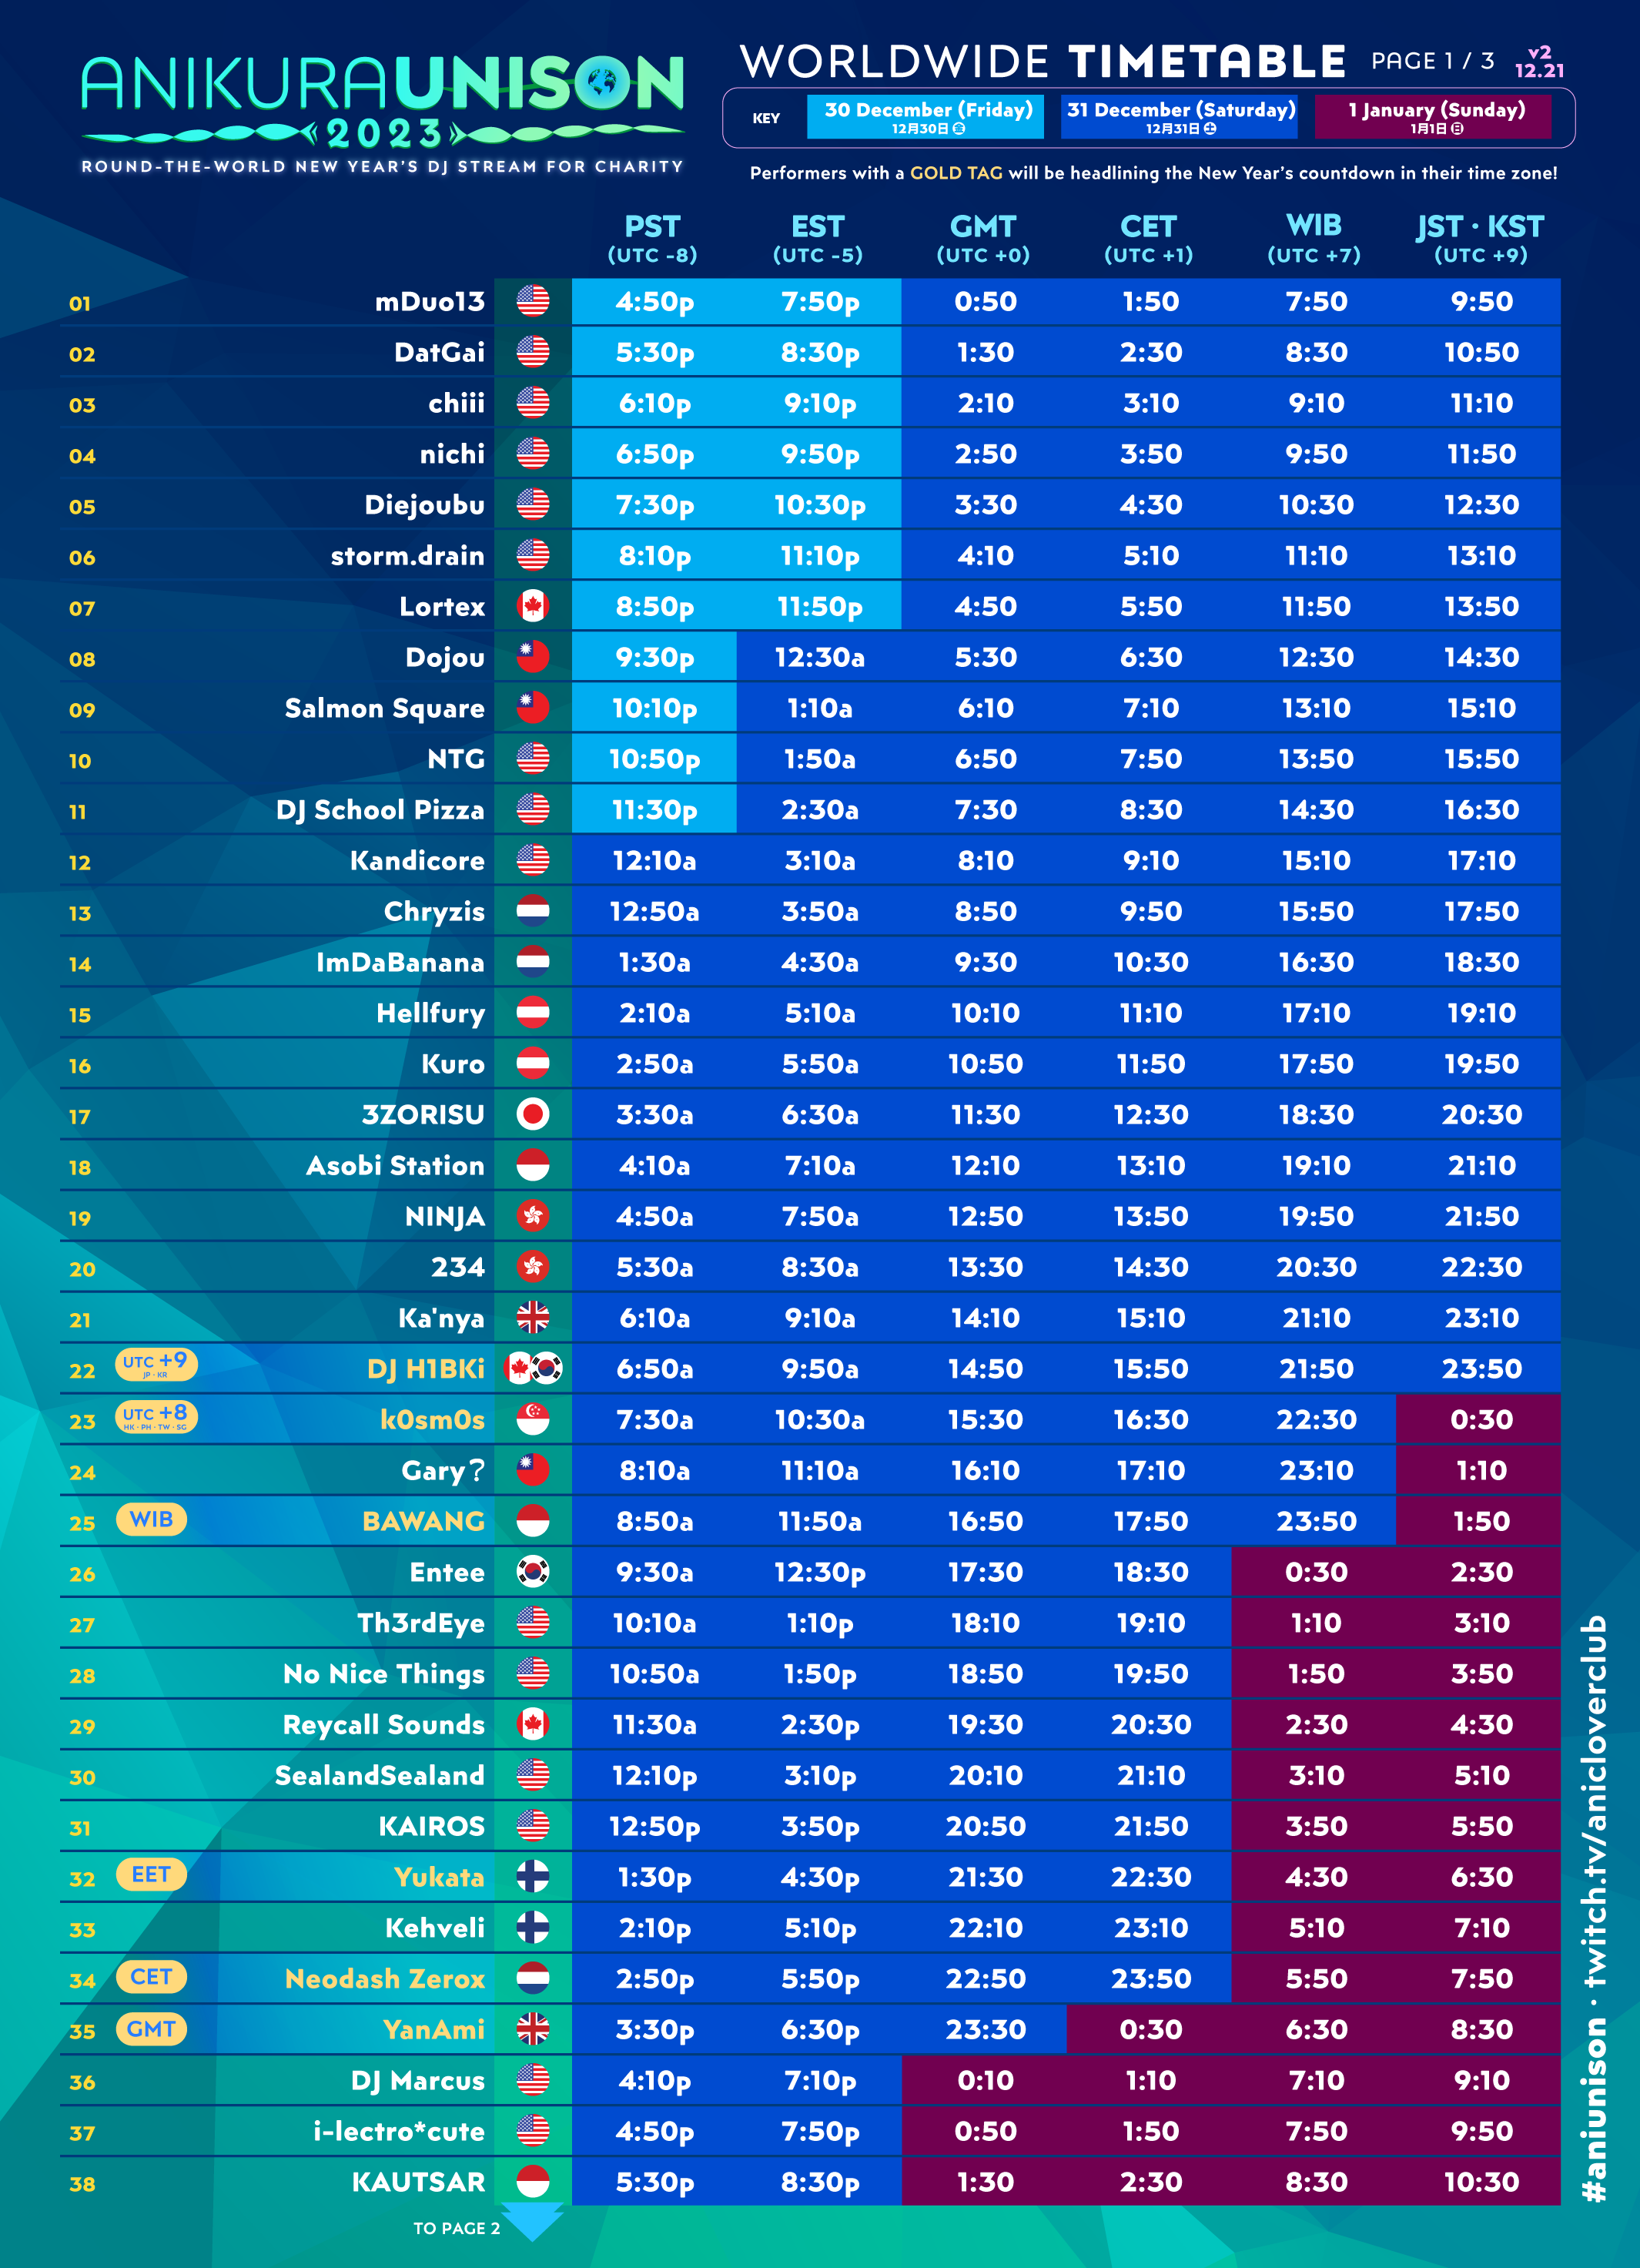 ANIKURAUNISON
2023
ROUND-THE-WORLD NEW YEAR'S DJ STREAM FOR CHARITY
WORLDWIDE TIMETABLE PAGE 1 / 3 v2 12.21
KEY
30 December (Friday) 31 December (Saturday) 1 January (Sunday)
12月30日 金 12月31日 土 1月1日 日
Performers with a GOLD TAG will be headlining the New Year's countdown in their time zone!
PST EST GMT CET WIB JST · KST
(UTC -8) (UTC -5) (UTC +0) (UTC +1) (UTC +7) (UTC +9)
01 mDuo13 4:50p 7:50p 0:50 1:50 7:50 9:50
02 DatGai 5:30p 8:30p 1:30 2:30 8:30 10:50
03 chiii 6:10p 9:10p 2:10 3:10 9:10 11:10
04 nichi 6:50p 9:50p 2:50 3:50 9:50 11:50
05 Diejoubu 7:30p 10:30p 3:30 4:30 10:30 12:30
06 storm.drain 8:10p 11:10p 4:10 5:10 11:10 13:10
07 Lortex 8:50p 11:50p 4:50 5:50 11:50 13:50
08 Dojou 9:30p 12:30a 5:30 6:30 12:30 14:30
09 Salmon Square 10:10p 1:10a 6:10 7:10 13:10 15:10
10 NTG 10:50p 1:50a 6:50 7:50 13:50 15:50
11 DJ School Pizza 11:30p 2:30a 7:30 8:30 14:30 16:30
12 Kandicore 12:10a 3:10a 8:10 9:10 15:10 17:10
13 Chryzis 12:50a 3:50a 8:50 9:50 15:50 17:50
14 ImDaBanana 1:30a 4:30a 9:30 10:30 16:30 18:30
15 Hellfury 2:10a 5:10a 10:10 11:10 17:10 19:10
16 Kuro 2:50a 5:50a 10:50 11:50 17:50 19:50
17 3ZORISU 3:30a 6:30a 11:30 12:30 18:30 20:30
18 Asobi Station 4:10a 7:10a 12:10 13:10 19:10 21:10
19 NINJA 4:50a 7:50a 12:50 13:50 19:50 21:50
20 234 5:30a 8:30a 13:30 14:30 20:30 22:30
21 Ka'nya 6:10a 9:10a 14:10 15:10 21:10 23:10
22 UTC +9 JP · KR DJ H1BKi 6:50a 9:50a 14:50 15:50 21:50 23:50
23 UTC +8 HK · PH · TW · SG k0sm0s 7:30a 10:30a 15:30 16:30 22:30 0:30
24 Gary? 8:10a 11:10a 16:10 17:10 23:10 1:10
25 WIB BAWANG 8:50a 11:50a 16:50 17:50 23:50 1:50
26 Entee 9:30a 12:30p 17:30 18:30 0:30 2:30
27 Th3rdEye 10:10a 1:10p 18:10 19:10 1:10 3:10
28 No Nice Things 10:50a 1:50p 18:50 19:50 1:50 3:50
29 Reycall Sounds 11:30a 2:30p 19:30 20:30 2:30 4:30
30 SealandSealand 12:10p 3:10p 20:10 21:10 3:10 5:10
31 KAIROS 12:50p 3:50p 20:50 21:50 3:50 5:50
32 EET Yukata 1:30p 4:30p 21:30 22:30 4:30 6:30
33 Kehveli 2:10p 5:10p 22:10 23:10 5:10 7:10
34 CET Neodash Zerox 2:50p 5:50p 22:50 23:50 5:50 7:50
35 GMT YanAmi 3:30p 6:30p 23:30 0:30 6:30 8:30
36 DJ Marcus 4:10p 7:10p 0:10 1:10 7:10 9:10
37 i-lectro*cute 4:50p 7:50p 0:50 1:50 7:50 9:50
38 KAUTSAR 5:30p 8:30p 1:30 2:30 8:30 10:30
TO PAGE 2
#aniunison · twitch.tv/anicloverclub